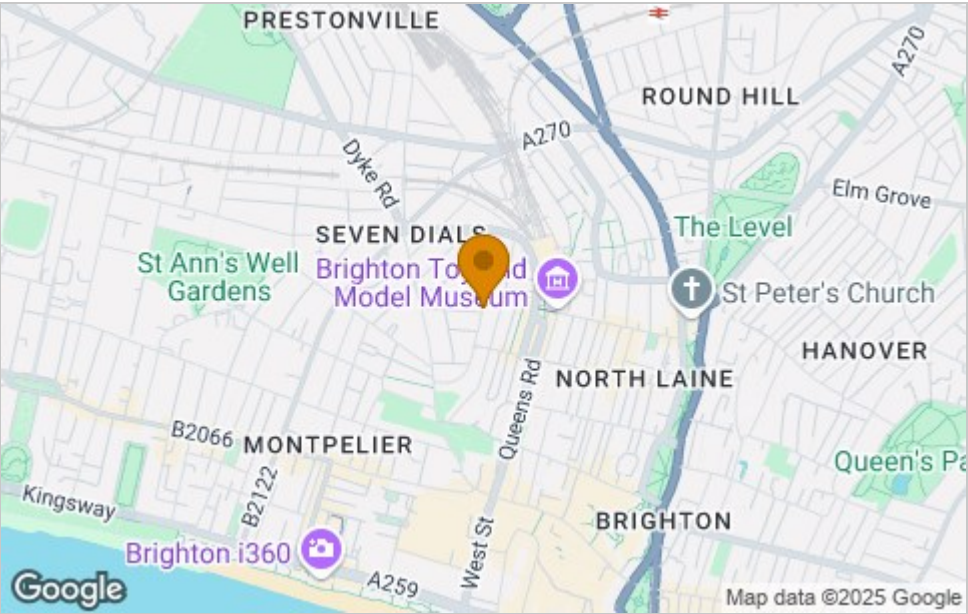 PRESTONVILLE
A270
ROUND HILL
A270
Dyke Rd
Elm Grove
The Level
SEVEN DIALS
St Ann's Well
Gardens
Brighton Toy and
Model Museum
St Peter's Church
HANOVER
NORTH LAINE
Queens Rd
B2066
MONTPELIER
Queen's Pa
Kingsway
B2122
BRIGHTON
West St
Brighton i360
A259
Google
Map data ©2025 Google